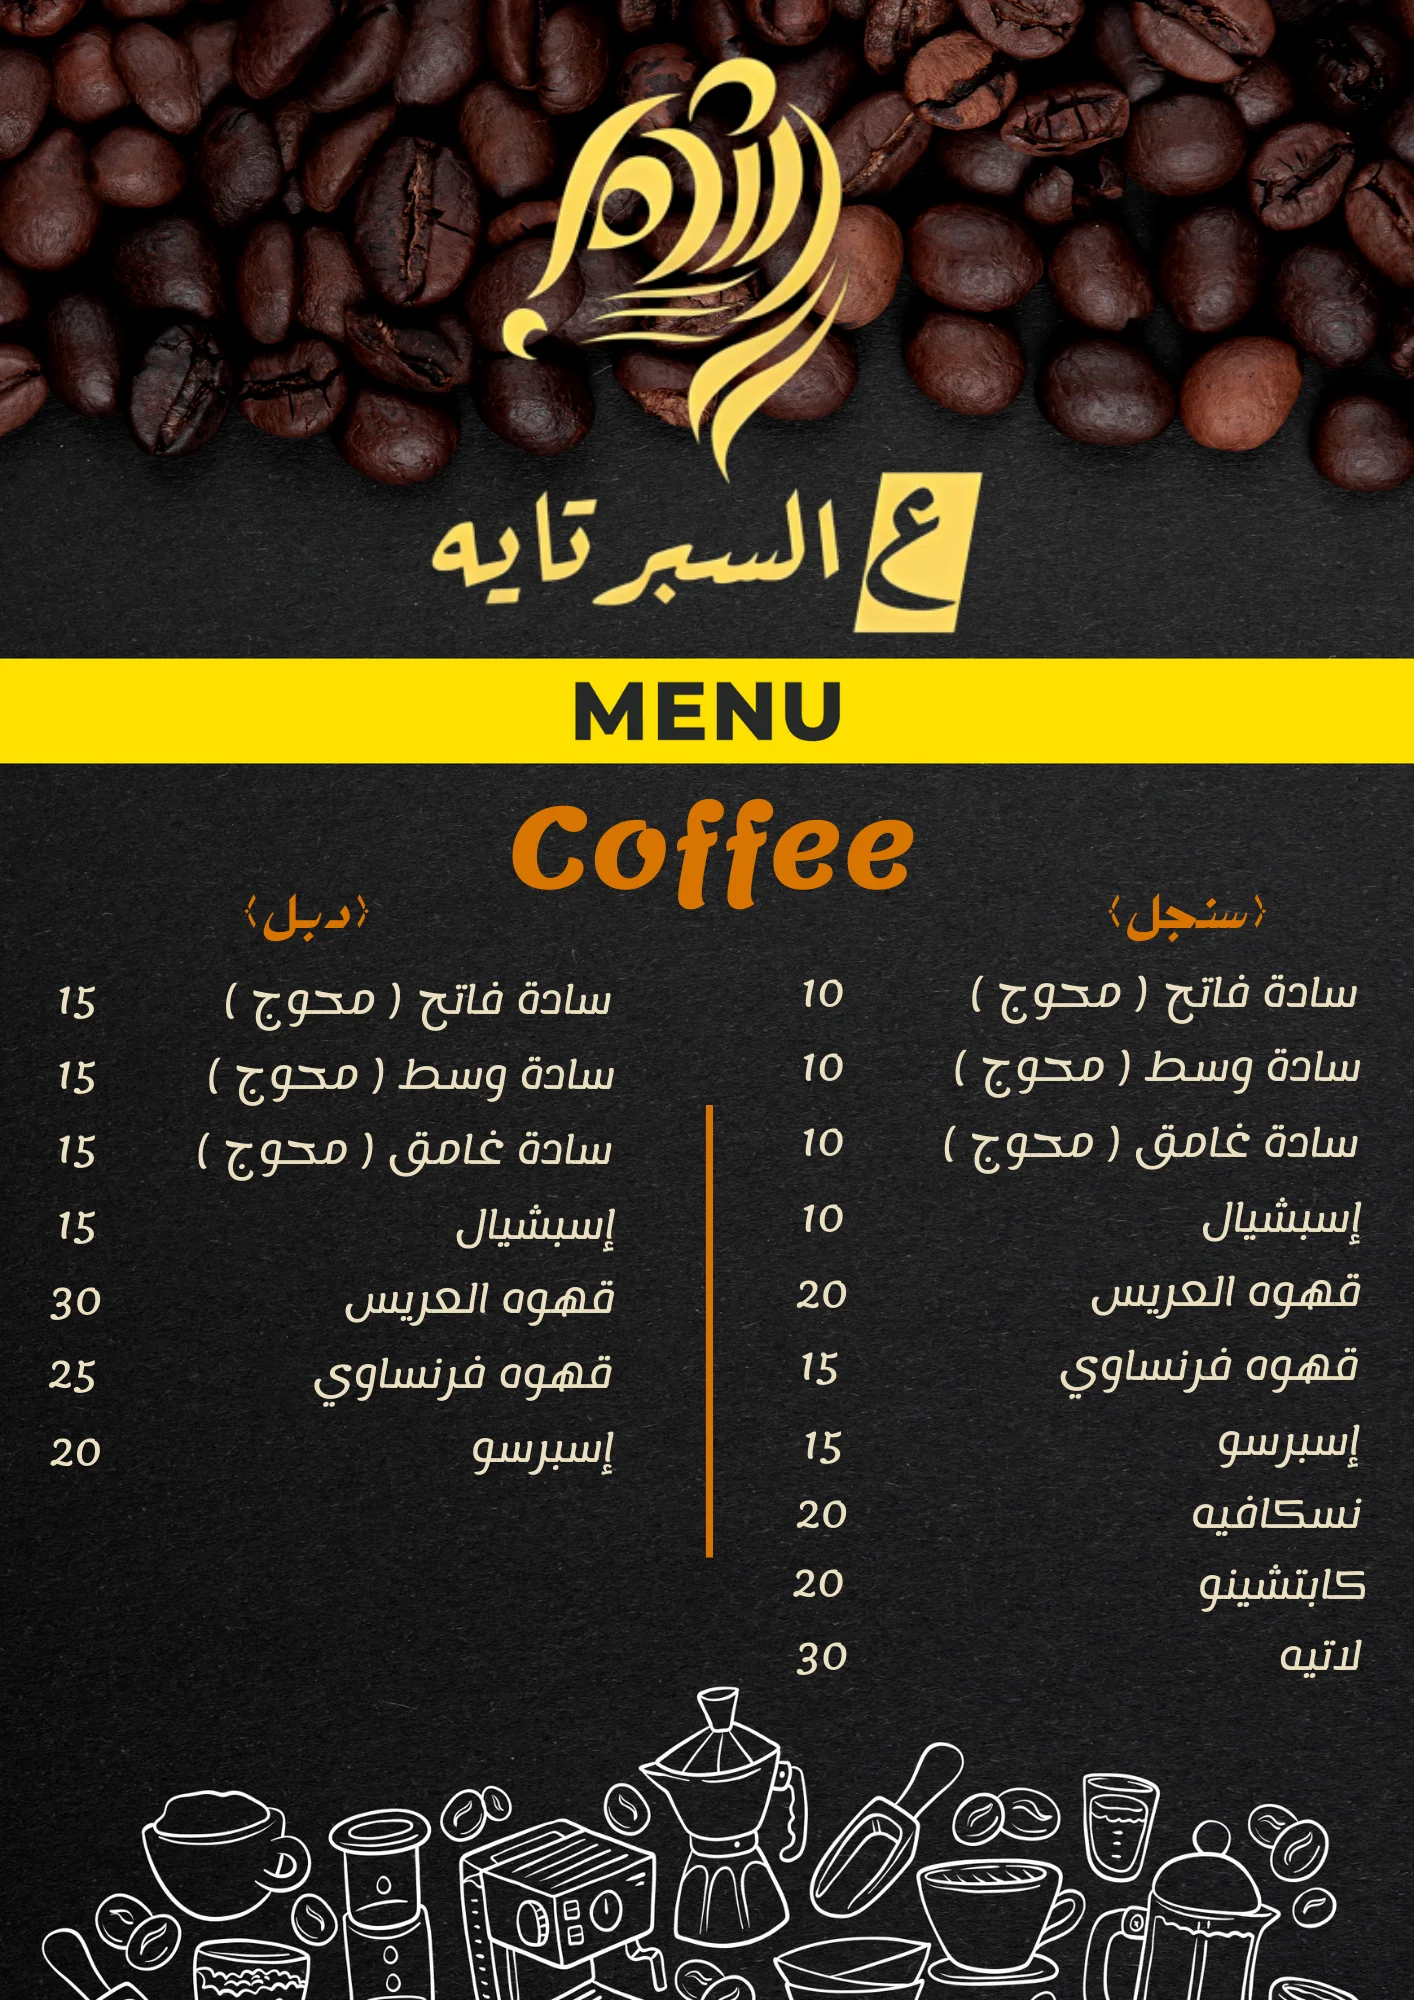 ع السبرتايه
MENU
Coffee
﴿سنجل﴾
سادة فاتح ( محوج ) 10
سادة وسط ( محوج ) 10
سادة غامق ( محوج ) 10
إسبشيال 10
قهوه العريس 20
قهوه فرنساوي 15
إسبرسو 15
نسكافيه 20
كابتشينو 20
لاتيه 30
﴿دبل﴾
سادة فاتح ( محوج ) 15
سادة وسط ( محوج ) 15
سادة غامق ( محوج ) 15
إسبشيال 15
قهوه العريس 30
قهوه فرنساوي 25
إسبرسو 20